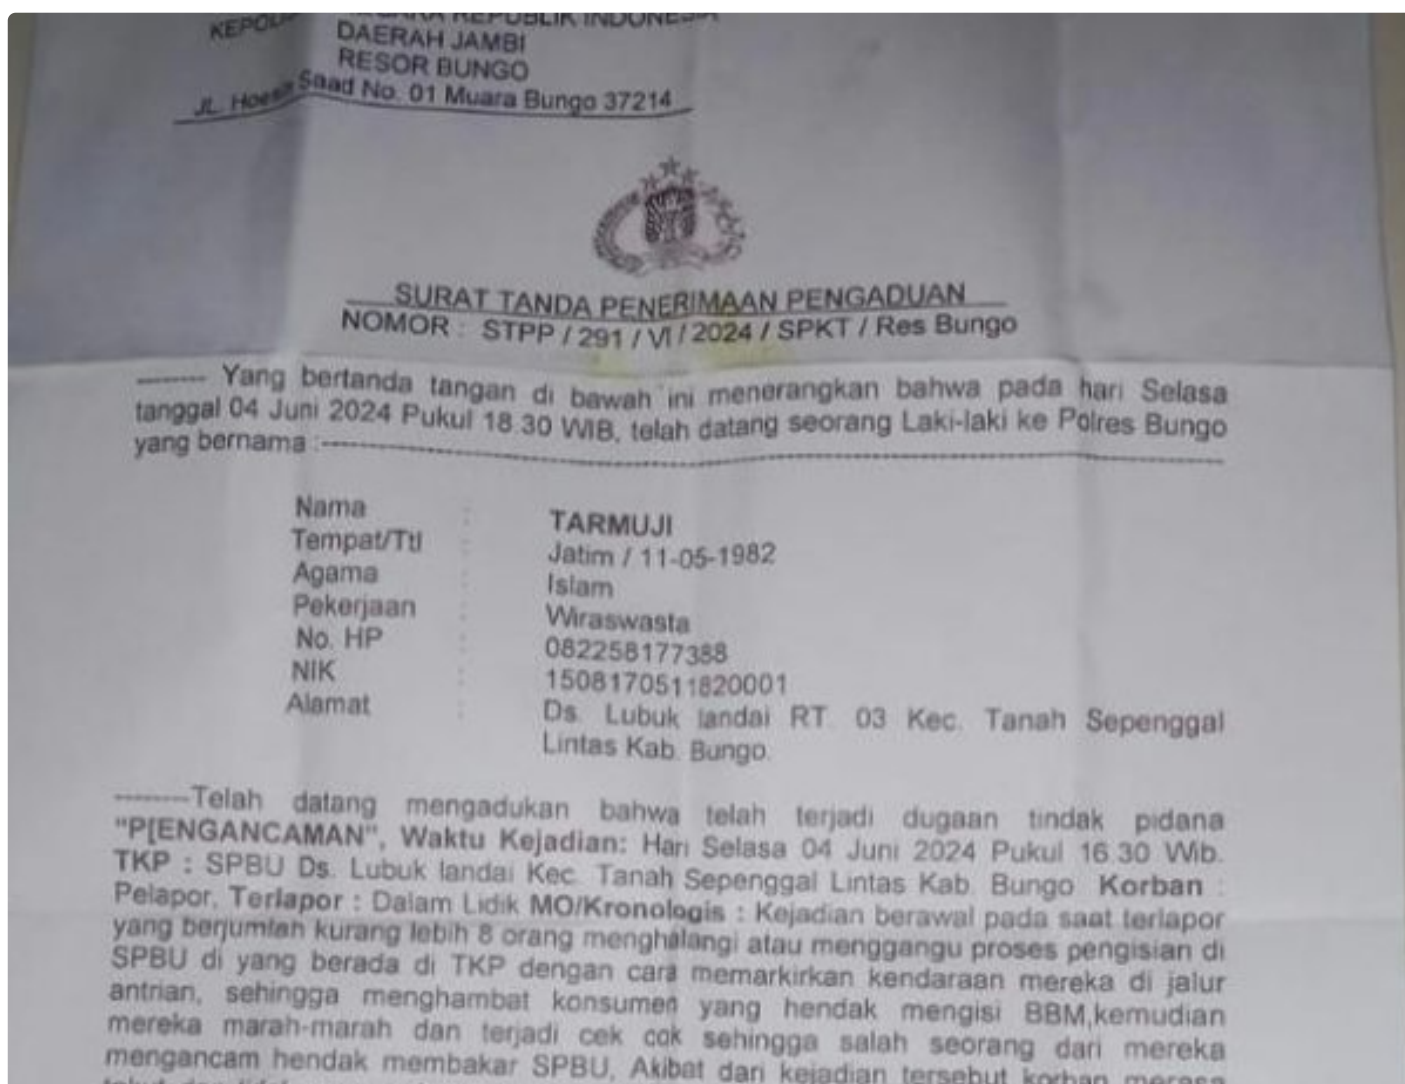 NEGARA REPUBLIK INDONESIA
DAERAH JAMBI
RESOR BUNGO
JL. Hoesin Saad No. 01 Muara Bungo 37214
SURAT TANDA PENERIMAAN PENGADUAN
NOMOR : STPP / 291 / VI / 2024 / SPKT / Res Bungo
-------- Yang bertanda tangan di bawah ini menerangkan bahwa pada hari Selasa
tanggal 04 Juni 2024 Pukul 18.30 WIB, telah datang seorang Laki-laki ke Polres Bungo
yang bernama :--------
Nama : TARMUJI
Tempat/Ttl : Jatim / 11-05-1982
Agama : Islam
Pekerjaan : Wiraswasta
No. HP : 082258177388
NIK : 1508170511820001
Alamat : Ds. Lubuk landai RT. 03 Kec. Tanah Sepenggal
Lintas Kab. Bungo.
--------Telah datang mengadukan bahwa telah terjadi dugaan tindak pidana
"P[ENGANCAMAN", Waktu Kejadian: Hari Selasa 04 Juni 2024 Pukul 16.30 Wib.
TKP : SPBU Ds. Lubuk landai Kec. Tanah Sepenggal Lintas Kab. Bungo Korban :
Pelapor, Terlapor : Dalam Lidik MO/Kronologis : Kejadian berawal pada saat terlapor
yang berjumlah kurang lebih 8 orang menghalangi atau menggangu proses pengisian di
SPBU di yang berada di TKP dengan cara memarkirkan kendaraan mereka di jalur
antrian, sehingga menghambat konsumen yang hendak mengisi BBM,kemudian
mereka marah-marah dan terjadi cek cok sehingga salah seorang dari mereka
mengancam hendak membakar SPBU, Akibat dari kejadian tersebut korban merasa